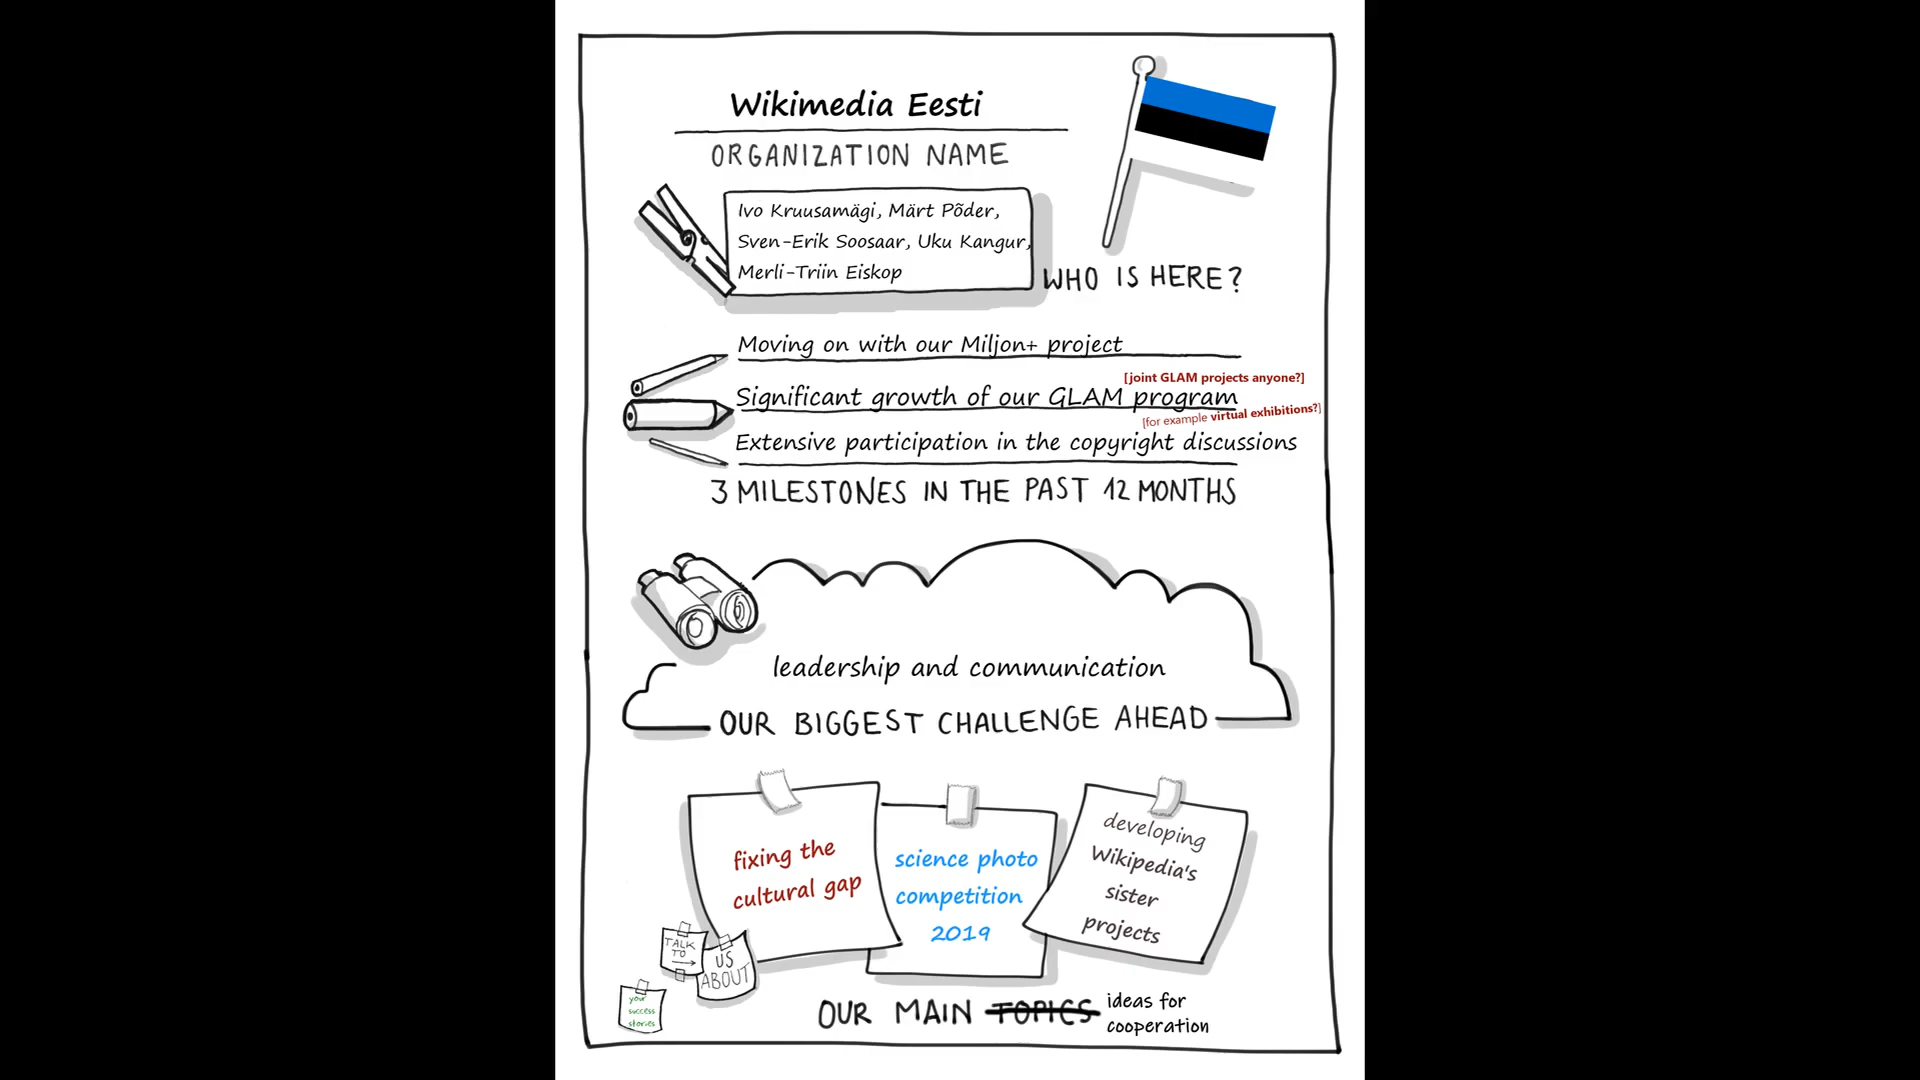 Wikimedia Eesti
ORGANIZATION NAME
Ivo Kruusamägi, Märt Põder,
Sven-Erik Soosaar, Uku Kangur,
Merli-Triin Eiskop
WHO IS HERE?
Moving on with our Miljon+ project
[joint GLAM projects anyone?]
Significant growth of our GLAM program
[for example virtual exhibitions?]
Extensive participation in the copyright discussions
3 MILESTONES IN THE PAST 12 MONTHS
leadership and communication
OUR BIGGEST CHALLENGE AHEAD
fixing the
cultural gap
science photo
competition
2019
developing
Wikipedia's
sister
projects
TALK
TO
US
ABOUT
your
success
stories
OUR MAIN TOPICS
ideas for
cooperation